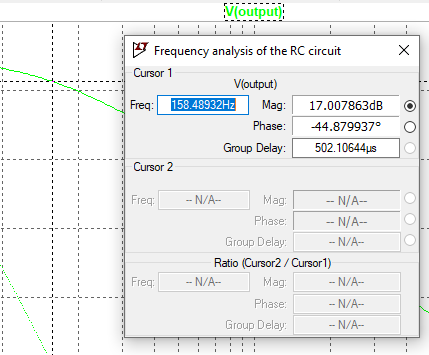 V(output)
Frequency analysis of the RC circuit
Cursor 1
V(output)
Freq: 158.48932Hz Mag: 17.007863dB
Phase: -44.879937°
Group Delay: 502.10644µs
Cursor 2
Freq: -- N/A-- Mag: -- N/A--
Phase: -- N/A--
Group Delay: -- N/A--
Ratio (Cursor2 / Cursor1)
Freq: -- N/A-- Mag: -- N/A--
Phase: -- N/A--
Group Delay: -- N/A--